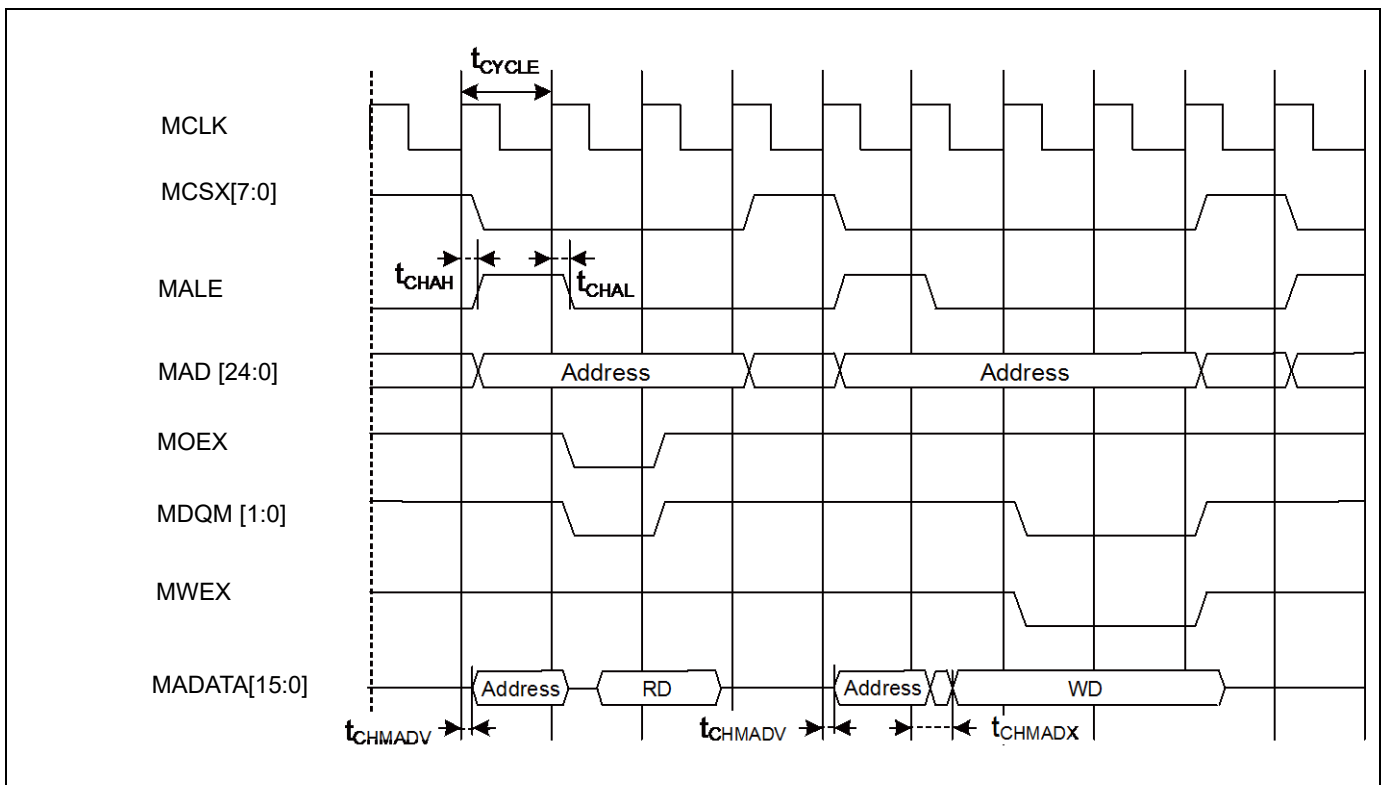 tCYCLE
MCLK
MCSX[7:0]
tCHAH
tCHAL
MALE
MAD [24:0]
Address
Address
MOEX
MDQM [1:0]
MWEX
MADATA[15:0]
Address
RD
Address
WD
tCHMADV
tCHMADV
tCHMADX